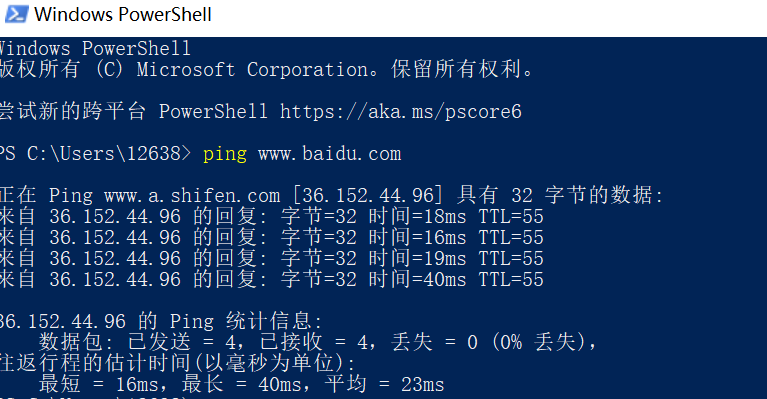 Windows PowerShell
Windows PowerShell
版权所有 (C) Microsoft Corporation。保留所有权利。
尝试新的跨平台 PowerShell https://aka.ms/pscore6
PS C:\Users\12638> ping www.baidu.com
正在 Ping www.a.shifen.com [36.152.44.96] 具有 32 字节的数据:
来自 36.152.44.96 的回复: 字节=32 时间=18ms TTL=55
来自 36.152.44.96 的回复: 字节=32 时间=16ms TTL=55
来自 36.152.44.96 的回复: 字节=32 时间=19ms TTL=55
来自 36.152.44.96 的回复: 字节=32 时间=40ms TTL=55
36.152.44.96 的 Ping 统计信息:
数据包: 已发送 = 4，已接收 = 4，丢失 = 0 (0% 丢失)，
往返行程的估计时间(以毫秒为单位):
最短 = 16ms，最长 = 40ms，平均 = 23ms